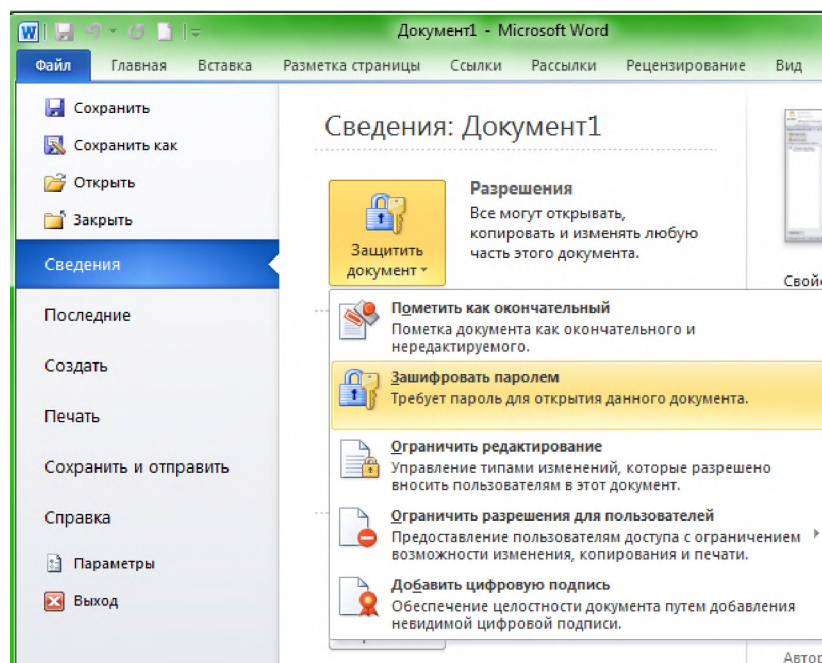 Документ1 - Microsoft Word
Файл Главная Вставка Разметка страницы Ссылки Рассылки Рецензирование Вид
Сохранить
Сохранить как
Открыть
Закрыть
Сведения
Последние
Создать
Печать
Сохранить и отправить
Справка
Параметры
Выход
Сведения: Документ1
Защитить
документ
Разрешения
Все могут открывать,
копировать и изменять любую
часть этого документа.
Свой
Пометить как окончательный
Пометка документа как окончательного и
нередактируемого.
Зашифровать паролем
Требует пароль для открытия данного документа.
Ограничить редактирование
Управление типами изменений, которые разрешено
вносить пользователям в этот документ.
Ограничить разрешения для пользователей
Предоставление пользователям доступа с ограничением
возможности изменения, копирования и печати.
Добавить цифровую подпись
Обеспечение целостности документа путем добавления
невидимой цифровой подписи.
Автор